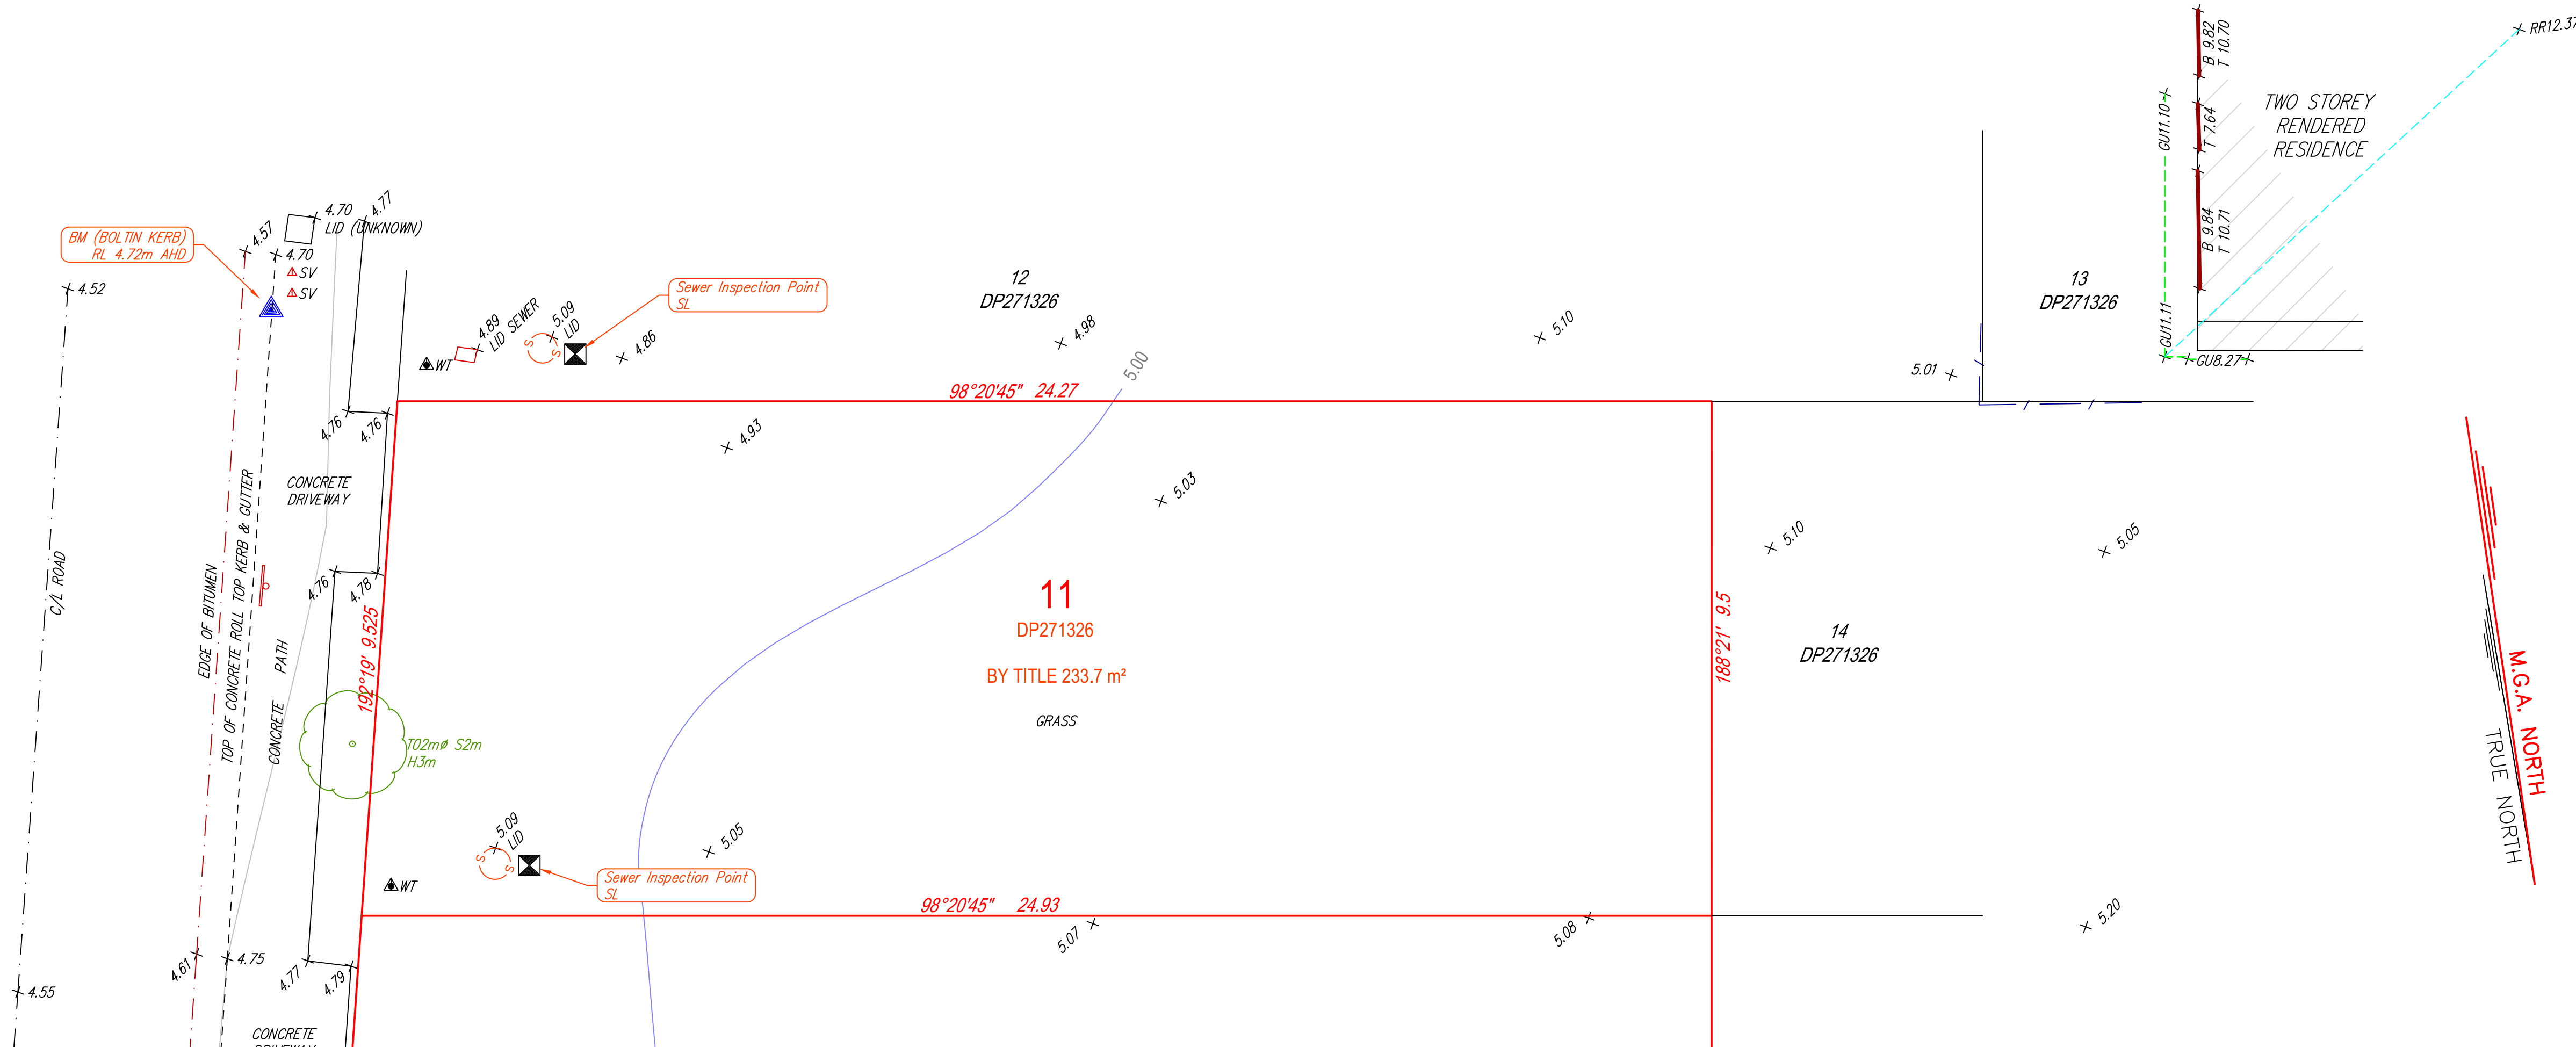 B 9.82
T 10.70
RR12.37
GU11.10
T 7.64
TWO STOREY
RENDERED
RESIDENCE
4.77
4.70
LID (UNKNOWN)
BM (BOLTIN KERB)
RL 4.72m AHD
4.57
4.70
SV
SV
4.52
B 9.84
T 10.71
12
DP271326
13
DP271326
Sewer Inspection Point
SL
4.89
LID SEWER
5.09
LID
4.86
4.98
5.10
GU11.11
WT
5.00
5.01
GU8.27
98°20'45" 24.27
4.76
4.76
4.93
CONCRETE
DRIVEWAY
5.03
5.10
5.05
C/L ROAD
EDGE OF BITUMEN
TOP OF CONCRETE ROLL TOP KERB & GUTTER
CONCRETE PATH
4.76
4.78
192°19' 9.525
11
DP271326
BY TITLE 233.7 m²
GRASS
188°21' 9.5
14
DP271326
M.G.A. NORTH
TRUE NORTH
T02mø S2m
H3m
5.09
LID
5.05
Sewer Inspection Point
SL
WT
98°20'45" 24.93
5.07
5.08
5.20
4.61
4.75
4.77
4.79
4.55
CONCRETE
DRIVEWAY